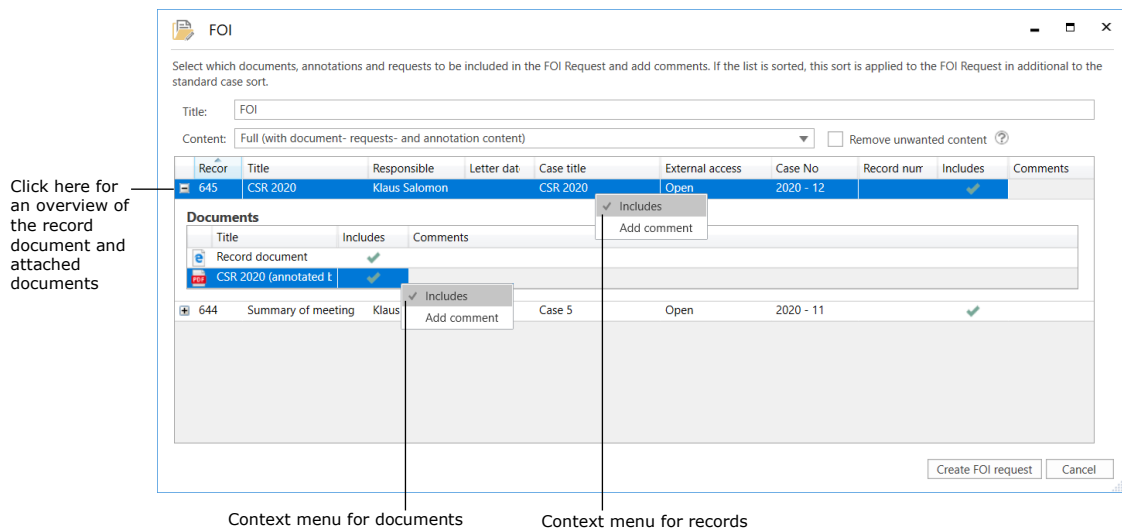 FOI
Select which documents, annotations and requests to be included in the FOI Request and add comments. If the list is sorted, this sort is applied to the FOI Request in additional to the
standard case sort.
Title: FOI
Content: Full (with document- requests- and annotation content) Remove unwanted content ?
Recor Title Responsible Letter dat Case title External access Case No Record num Includes Comments
645 CSR 2020 Klaus Salomon CSR 2020 Open 2020 - 12
Click here for
an overview of
the record
document and
attached
documents
Includes
Add comment
Documents
Title Includes Comments
Record document
PDF CSR 2020 (annotated t
Includes
Add comment
644 Summary of meeting Klaus Case 5 Open 2020 - 11
Create FOI request Cancel
Context menu for documents Context menu for records